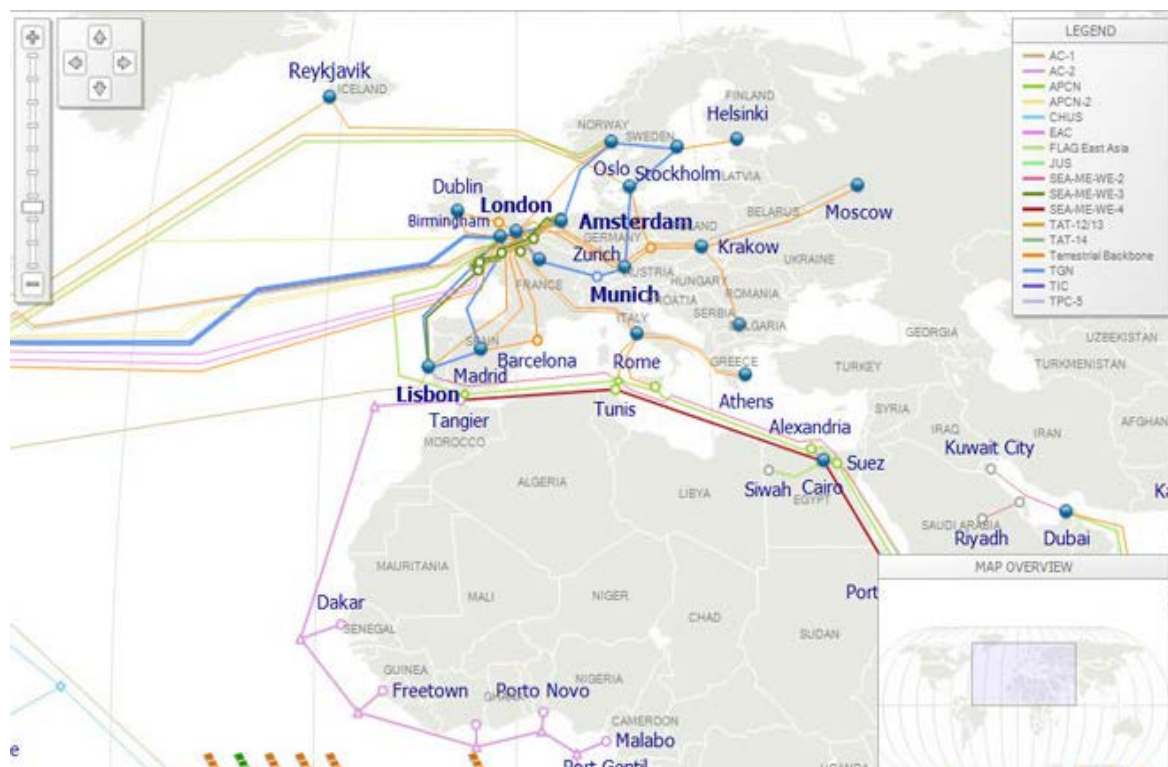 LEGEND
AC-1
AC-2
APCN
APCN-2
CHUS
EAC
FLAG East Asia
JUS
SEA-ME-WE-2
SEA-ME-WE-3
SEA-ME-WE-4
TAT-12/13
TAT-14
Terrestrial Backbone
TGN
TIC
TPC-5
Reykjavik
ICELAND
FINLAND
Helsinki
NORWAY
SWEDEN
Oslo
Stockholm
LATVIA
Dublin
London
Birmingham
Amsterdam
BELARUS
Moscow
GERMANY
Krakow
Zurich
UKRAINE
FRANCE
HUNGARY
Munich
ROMANIA
SERBIA
ITALY
GEORGIA
UZBEKISTAN
SPAIN
Barcelona
Rome
GREECE
TURKEY
TURKMENISTAN
Madrid
Lisbon
Tunis
Athens
SYRIA
Tangier
Alexandria
IRAQ
IRAN
MOROCCO
Kuwait City
Suez
ALGERIA
LIBYA
Siwah
Cairo
EGYPT
SAUDI ARABIA
Riyadh
Dubai
MAP OVERVIEW
MAURITANIA
MALI
NIGER
Port
Dakar
CHAD
SENEGAL
SUDAN
GUINEA
Freetown
Porto Novo
NIGERIA
GHANA
CAMEROON
Malabo
Port Gentil